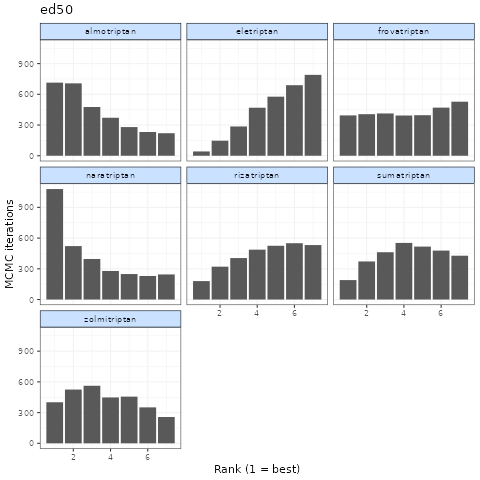 ed50
almotriptan eletriptan frovatriptan
900
600
300
0
naratriptan rizatriptan sumatriptan
900
600
300
0
2 4 6 2 4 6
zolmitriptan
900
600
300
0
2 4 6
MCMC iterations
Rank (1 = best)